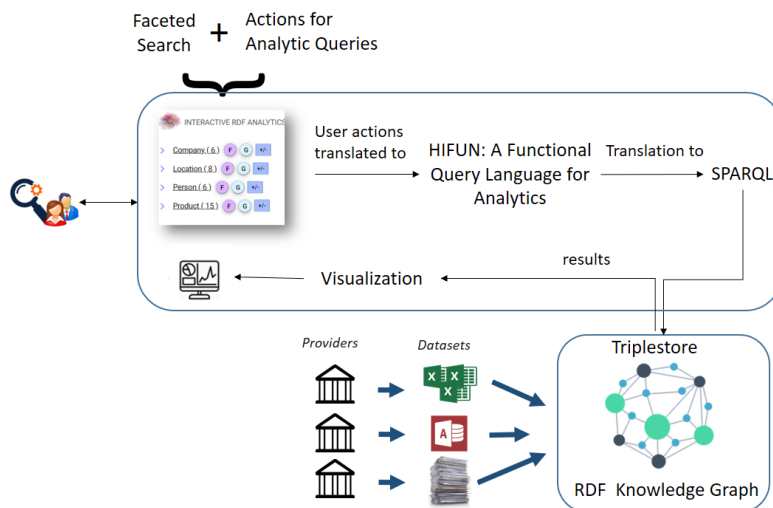 Faceted
Search
+
Actions for
Analytic Queries
INTERACTIVE RDF ANALYTICS
Company ( 6 ) F G +/-
Location ( 8 ) F G +/-
Person ( 6 ) F G +/-
Product ( 15 ) F G +/-
User actions
translated to
HIFUN: A Functional
Query Language for
Analytics
Translation to
SPARQL
Visualization
results
Providers
Datasets
X X
X
A
Triplestore
RDF Knowledge Graph